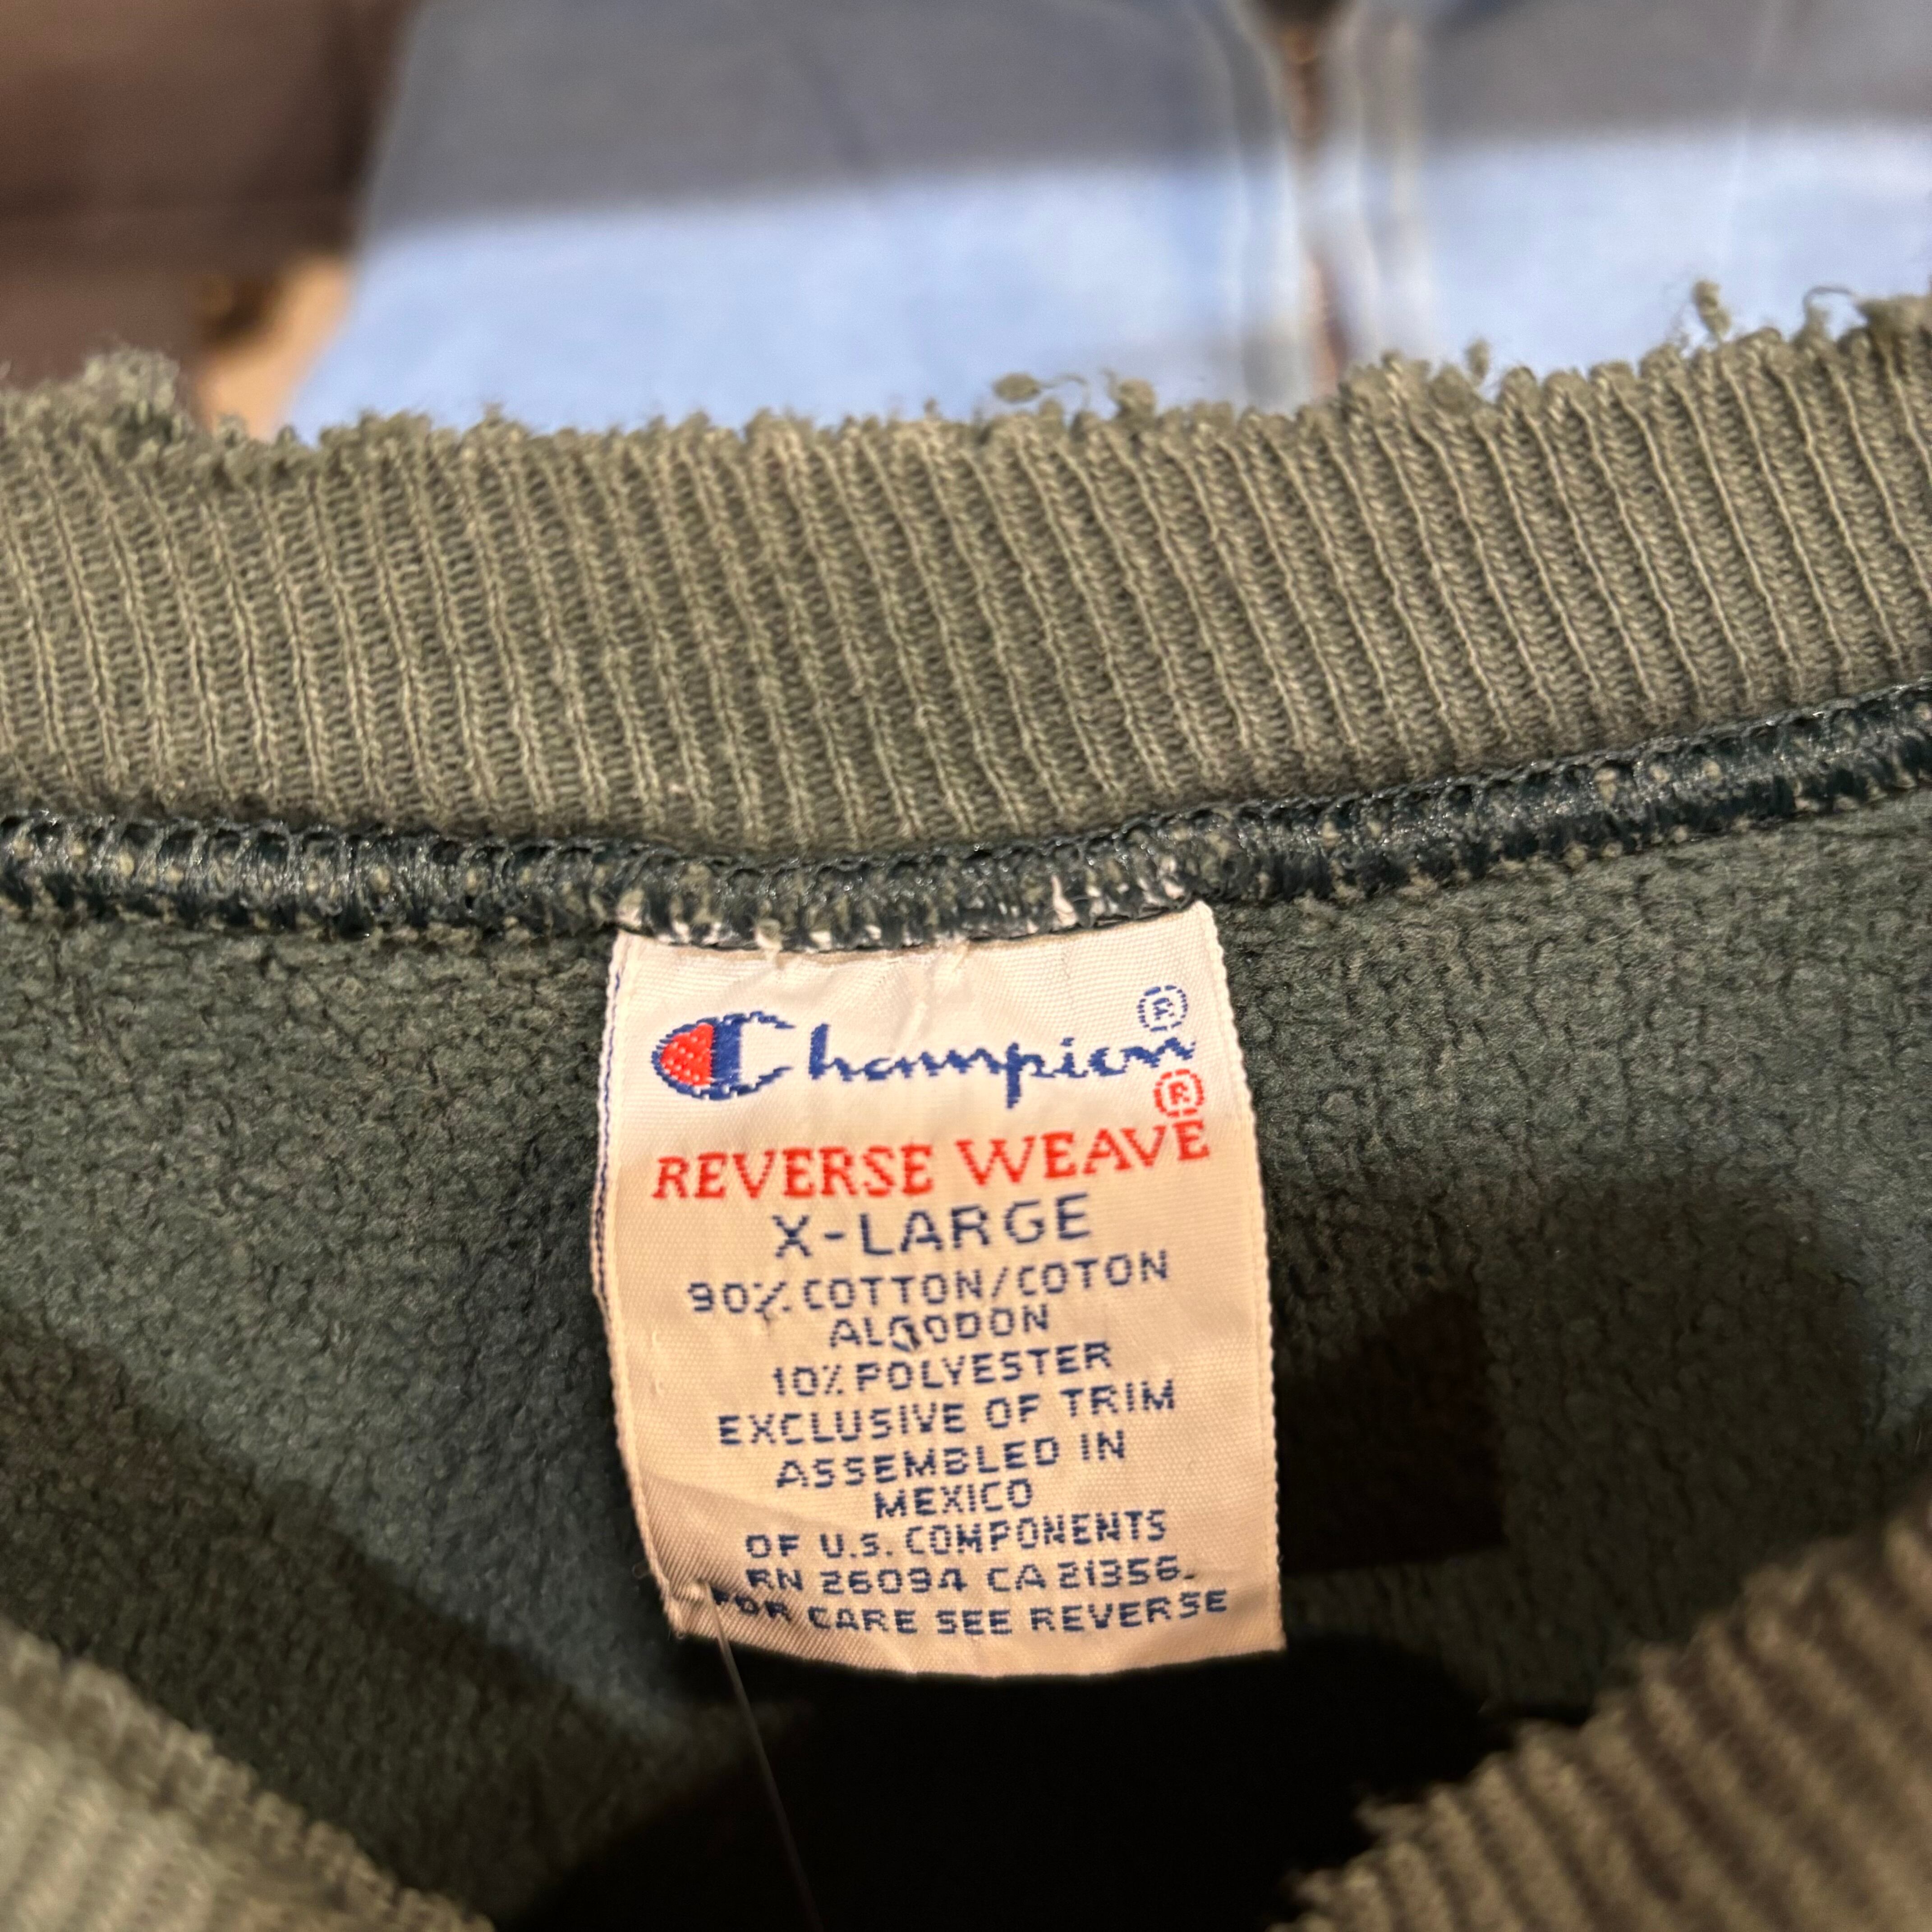 Champion®
®
REVERSE WEAVE
X-LARGE
90% COTTON/COTON
ALGODON
10% POLYESTER
EXCLUSIVE OF TRIM
ASSEMBLED IN
MEXICO
OF U.S. COMPONENTS
RN 26094 CA 21356.
FOR CARE SEE REVERSE